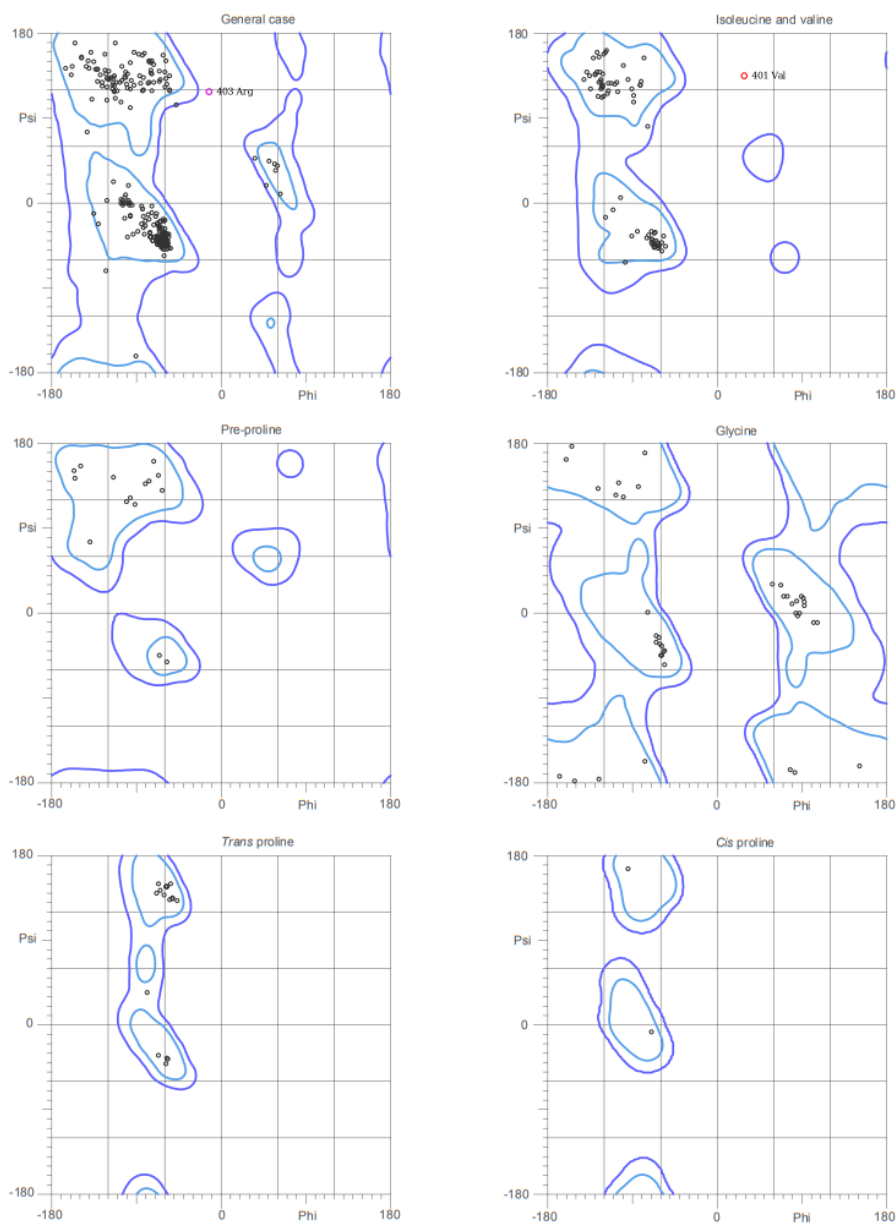 General case
180
Psi
0
-180
-180
0
Phi
180
403 Arg
Isoleucine and valine
180
Psi
0
-180
-180
0
Phi
180
401 Val
Pre-proline
180
Psi
0
-180
-180
0
Phi
180
Glycine
180
Psi
0
-180
-180
0
Phi
180
Trans proline
180
Psi
0
-180
-180
0
Phi
180
Cis proline
180
Psi
0
-180
-180
0
Phi
180